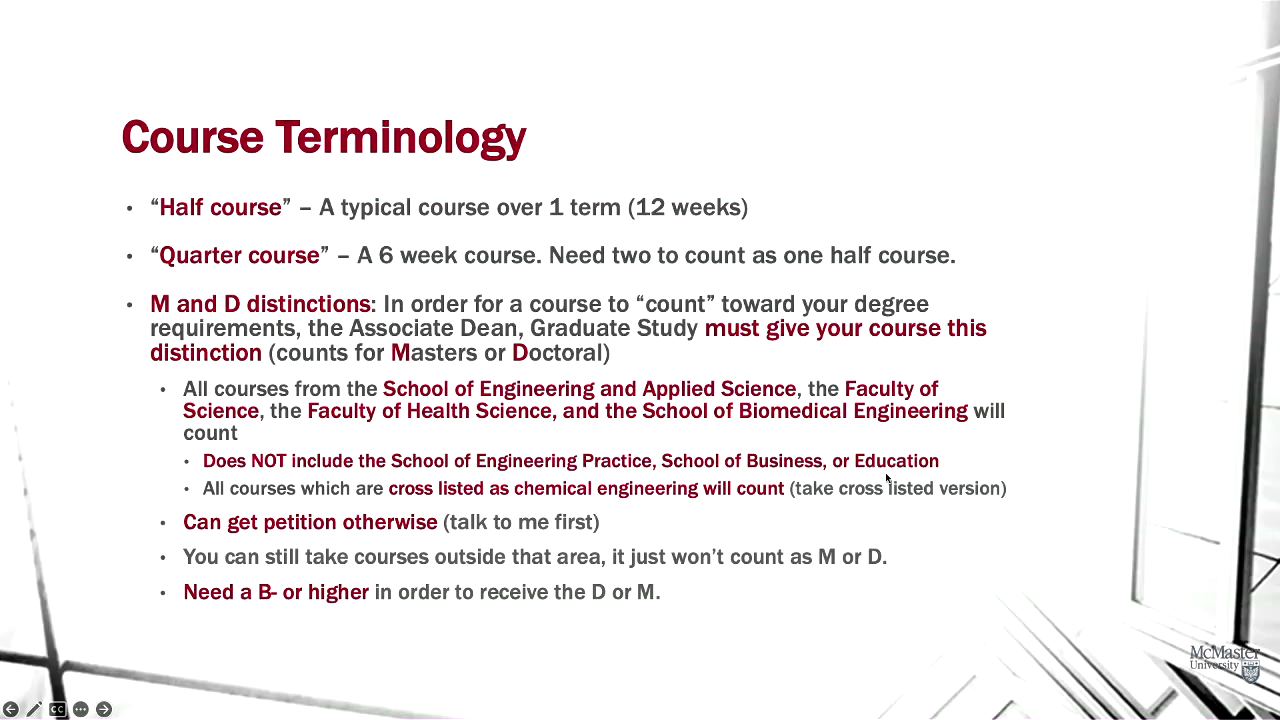 Course Terminology
• “Half course” – A typical course over 1 term (12 weeks)
• “Quarter course” – A 6 week course. Need two to count as one half course.
• M and D distinctions: In order for a course to “count” toward your degree
requirements, the Associate Dean, Graduate Study must give your course this
distinction (counts for Masters or Doctoral)
• All courses from the School of Engineering and Applied Science, the Faculty of
Science, the Faculty of Health Science, and the School of Biomedical Engineering will
count
• Does NOT include the School of Engineering Practice, School of Business, or Education
• All courses which are cross listed as chemical engineering will count (take cross listed version)
• Can get petition otherwise (talk to me first)
• You can still take courses outside that area, it just won’t count as M or D.
• Need a B- or higher in order to receive the D or M.
McMaster
University
CC